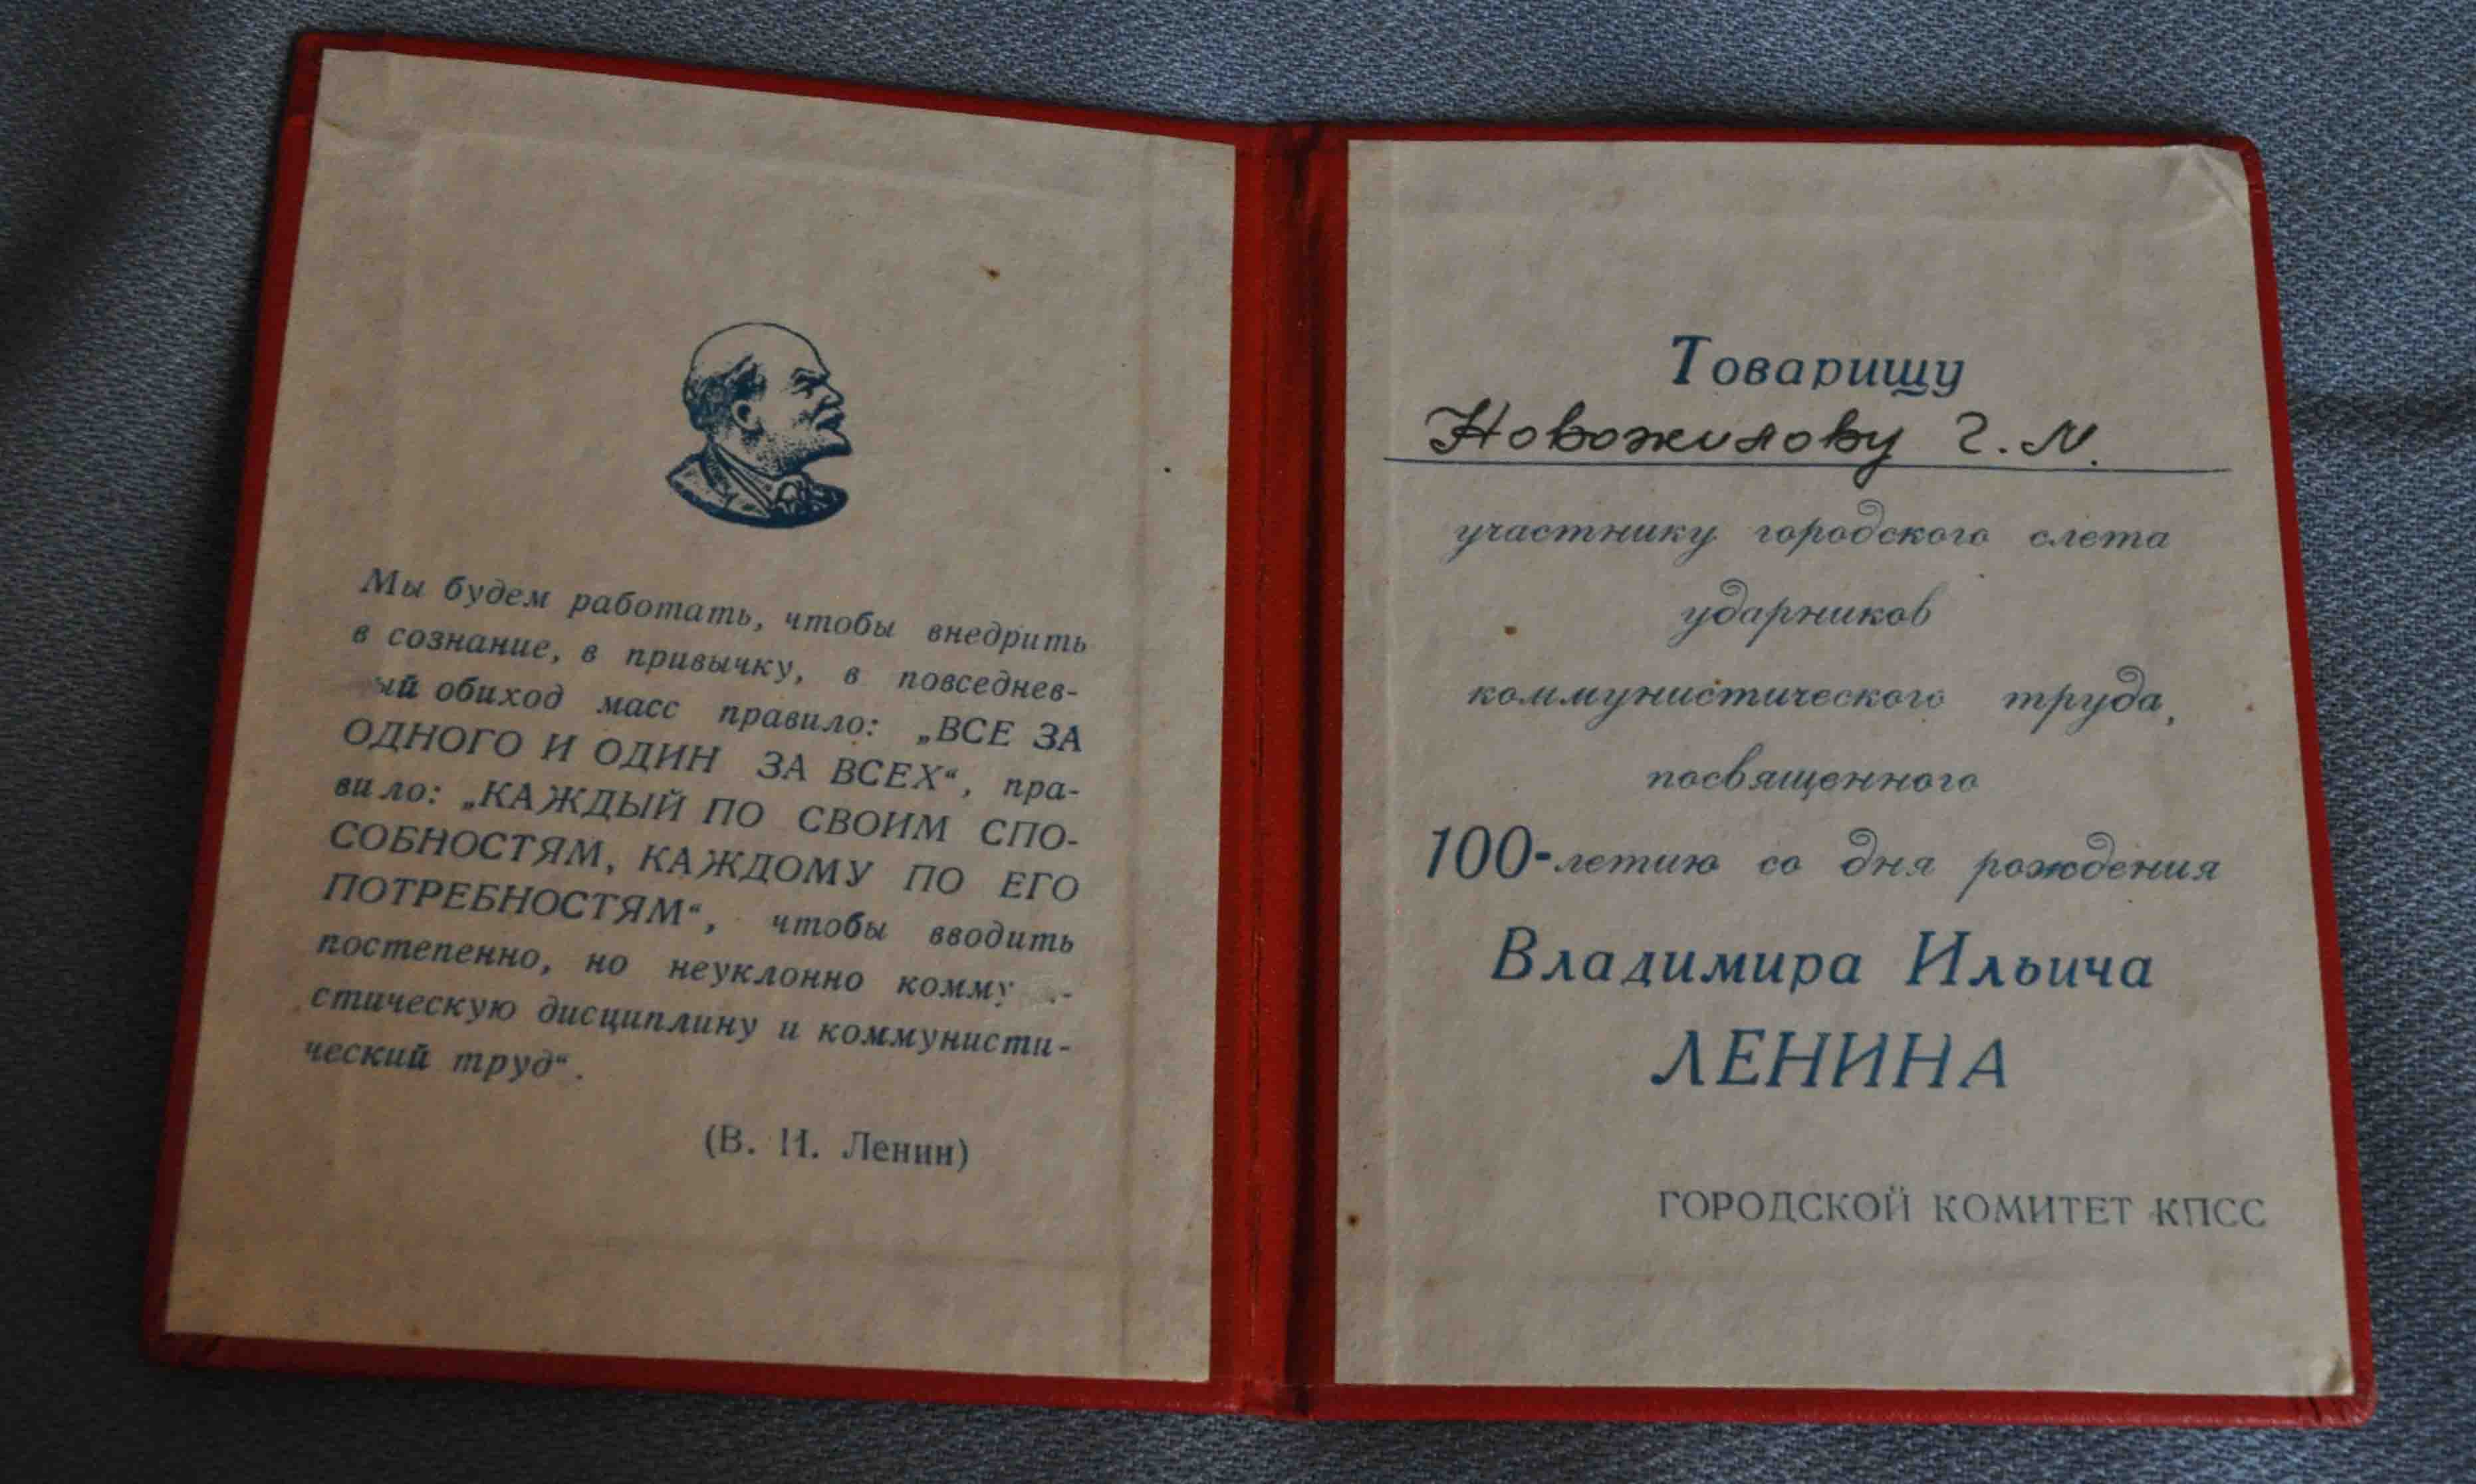 Мы будем работать, чтобы внедрить
в сознание, в привычку, в повседнев-
ый обиход масс правило: „ВСЕ ЗА
ОДНОГО И ОДИН ЗА ВСЕХ“, пра-
вило: „КАЖДЫЙ ПО СВОИМ СПО-
СОБНОСТЯМ, КАЖДОМУ ПО ЕГО
ПОТРЕБНОСТЯМ“, чтобы вводить
постепенно, но неуклонно комму -
стическую дисциплину и коммунисти-
ческий труд“.
(В. И. Ленин)
Товарищу
Новожилову Г. М.
участнику городского слета
ударников
коммунистического труда,
посвященного
100-летию со дня рождения
Владимира Ильича
ЛЕНИНА
ГОРОДСКОЙ КОМИТЕТ КПСС